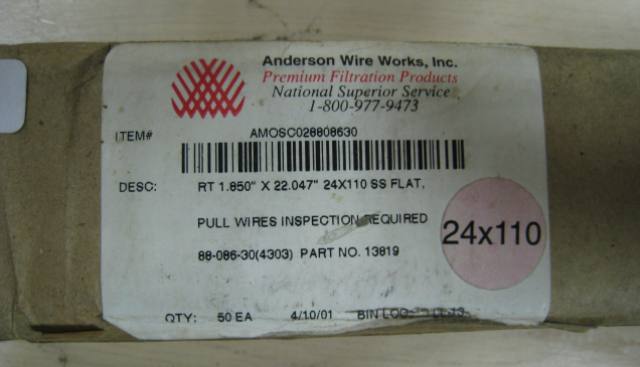 Anderson Wire Works, Inc.
Premium Filtration Products
National Superior Service
1-800-977-9473
ITEM# AMOSC028808630
DESC: RT 1.850" X 22.047" 24X110 SS FLAT,
PULL WIRES INSPECTION REQUIRED
88-086-30(4303) PART NO. 13819
24x110
QTY: 50 EA 4/10/01 BIN LOC